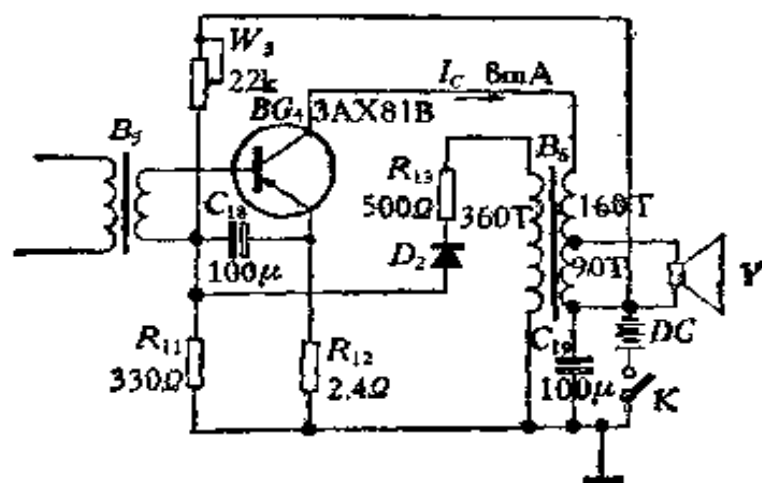 W₃
22k
I_C 8mA
BG₄ 3AX81B
B₅
B₆
R₁₃
500Ω
360T
160T
90T
C₁₈
100μ
D₂
Y
R₁₁
330Ω
R₁₂
2.4Ω
C₁₉
100μ
DC
K